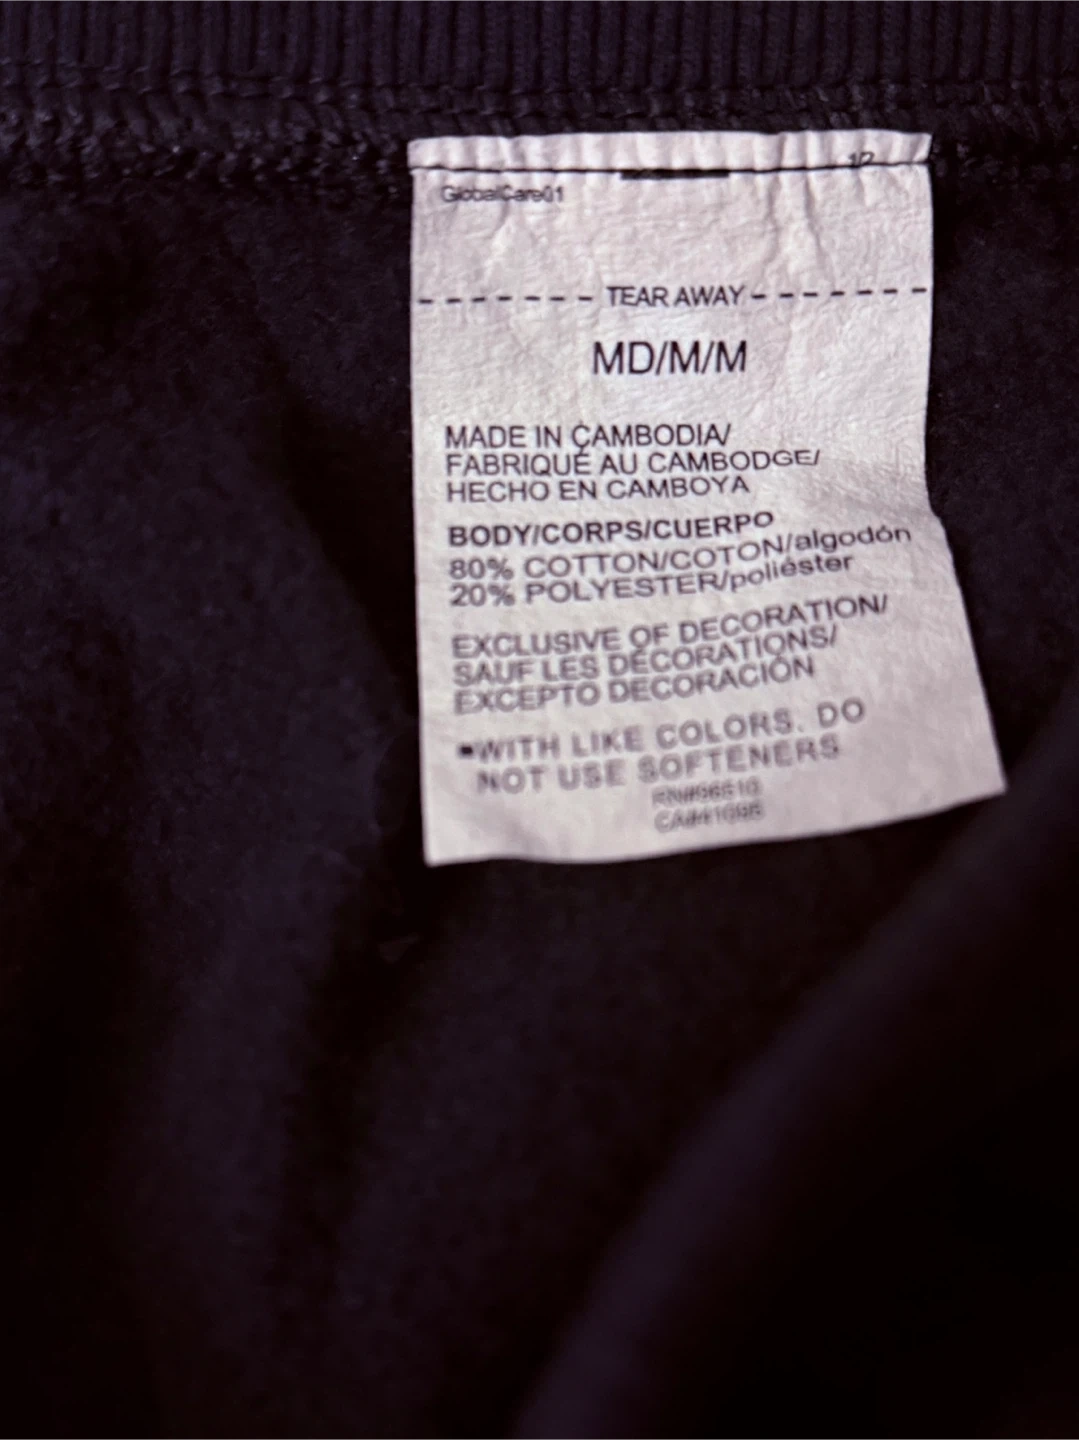 GlobalCare01
TEAR AWAY
MD/M/M
MADE IN CAMBODIA/
FABRIQUÉ AU CAMBODGE/
HECHO EN CAMBOYA
BODY/CORPS/CUERPO
80% COTTON/COTON/algodón
20% POLYESTER/poliéster
EXCLUSIVE OF DECORATION/
SAUF LES DÉCORATIONS/
EXCEPTO DECORACIÓN
•WITH LIKE COLORS. DO
NOT USE SOFTENERS